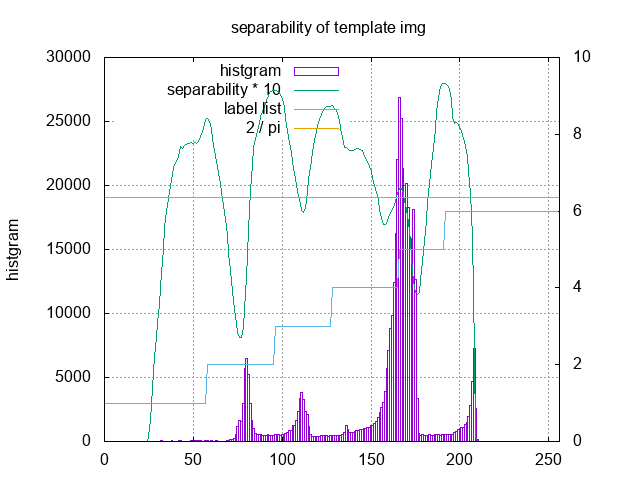 separability of template img
30000
25000
20000
15000
10000
5000
0
histgram
10
8
6
4
2
0
histgram
separability * 10
label list
2 / pi
0 50 100 150 200 250